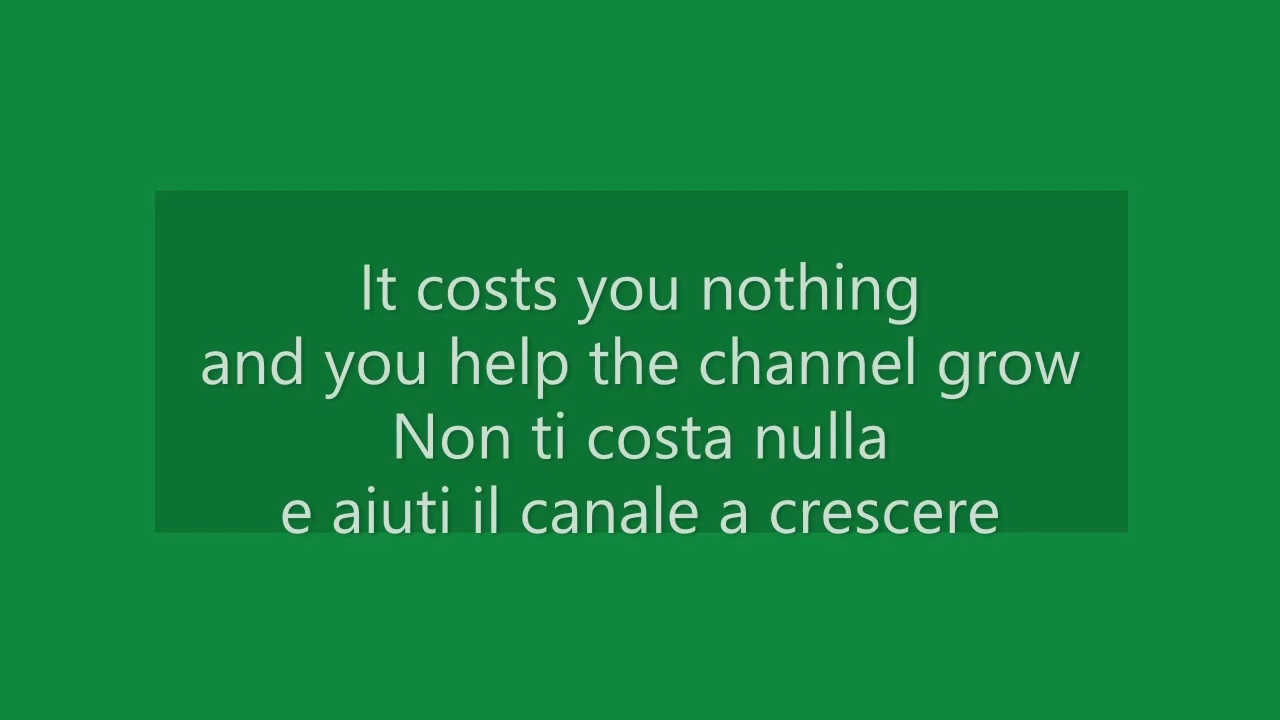 It costs you nothing
and you help the channel grow
Non ti costa nulla
e aiuti il canale a crescere